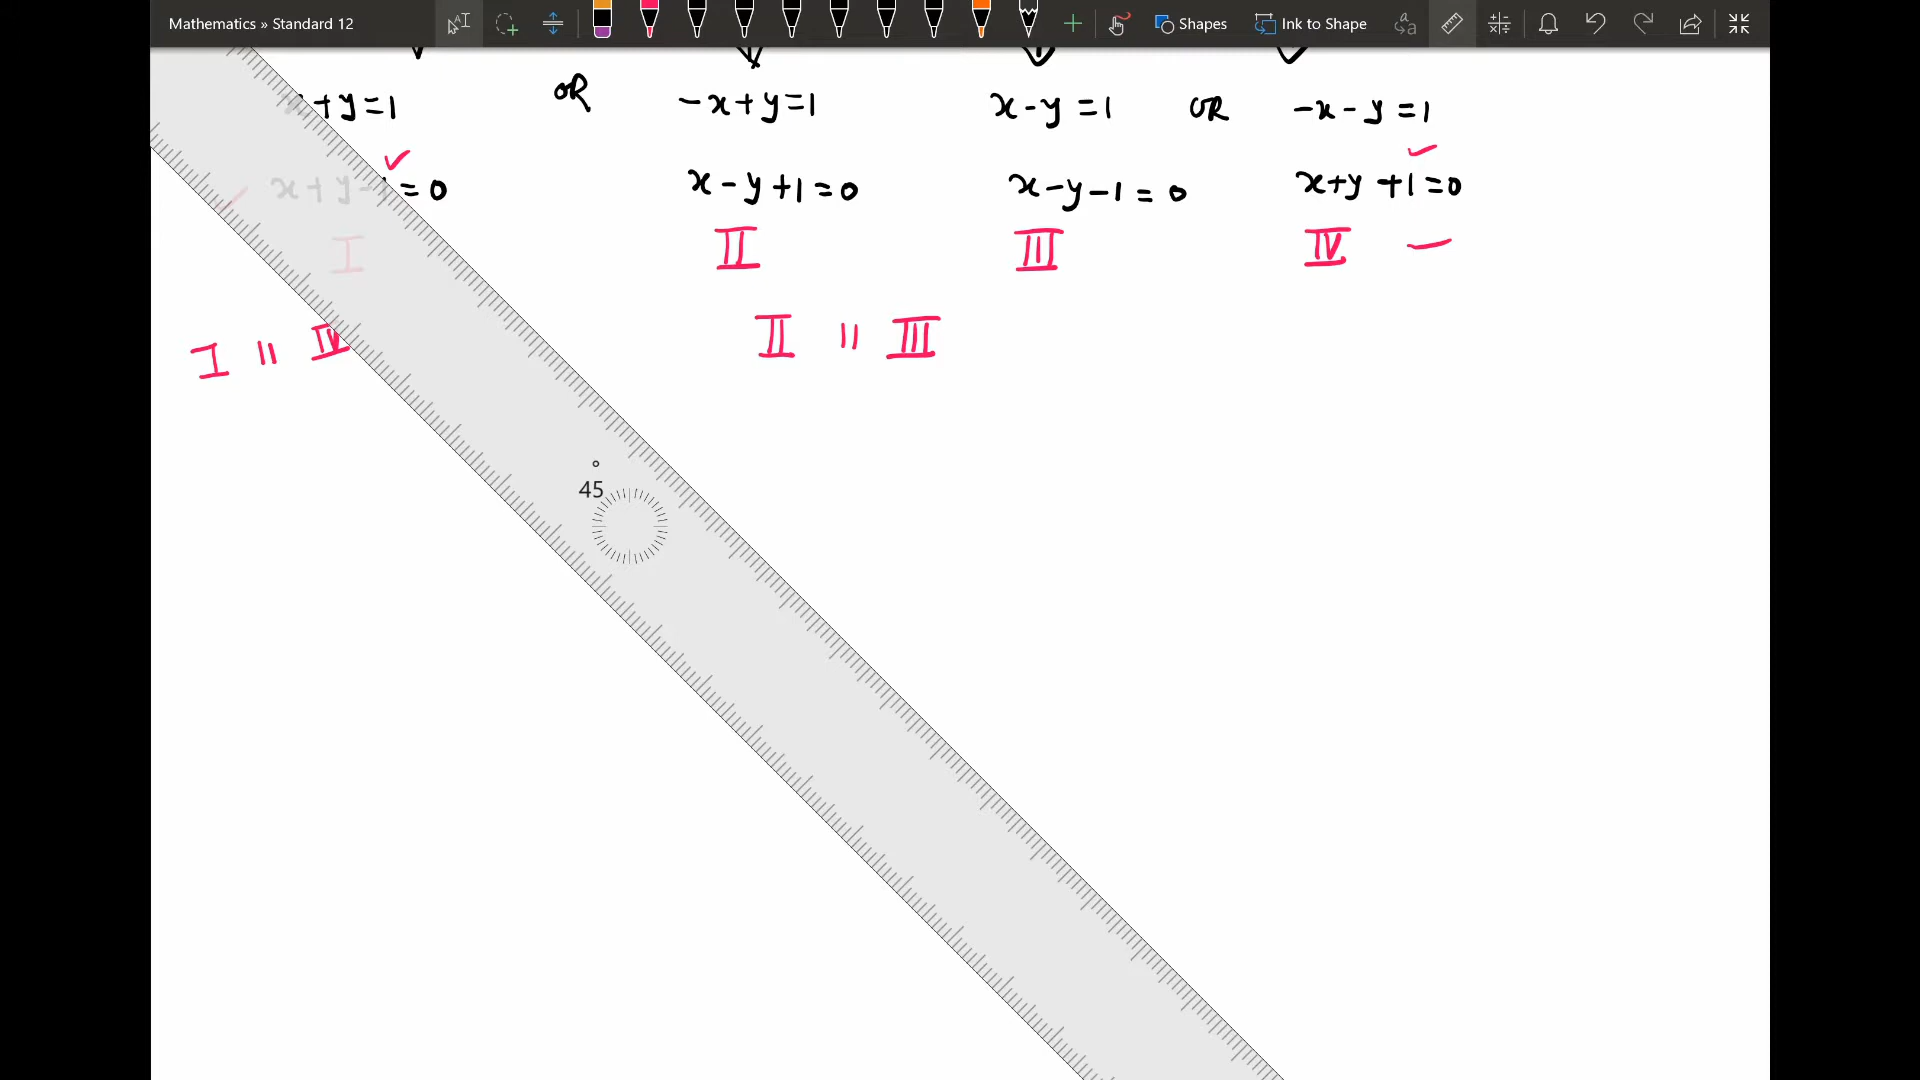 Mathematics » Standard 12
Shapes
Ink to Shape
x + y = 1 OR -x + y = 1 x - y = 1 OR -x - y = 1
x + y - 1 = 0 x - y + 1 = 0 x - y - 1 = 0 x + y + 1 = 0
I II III IV —
I || IV II || III
45°